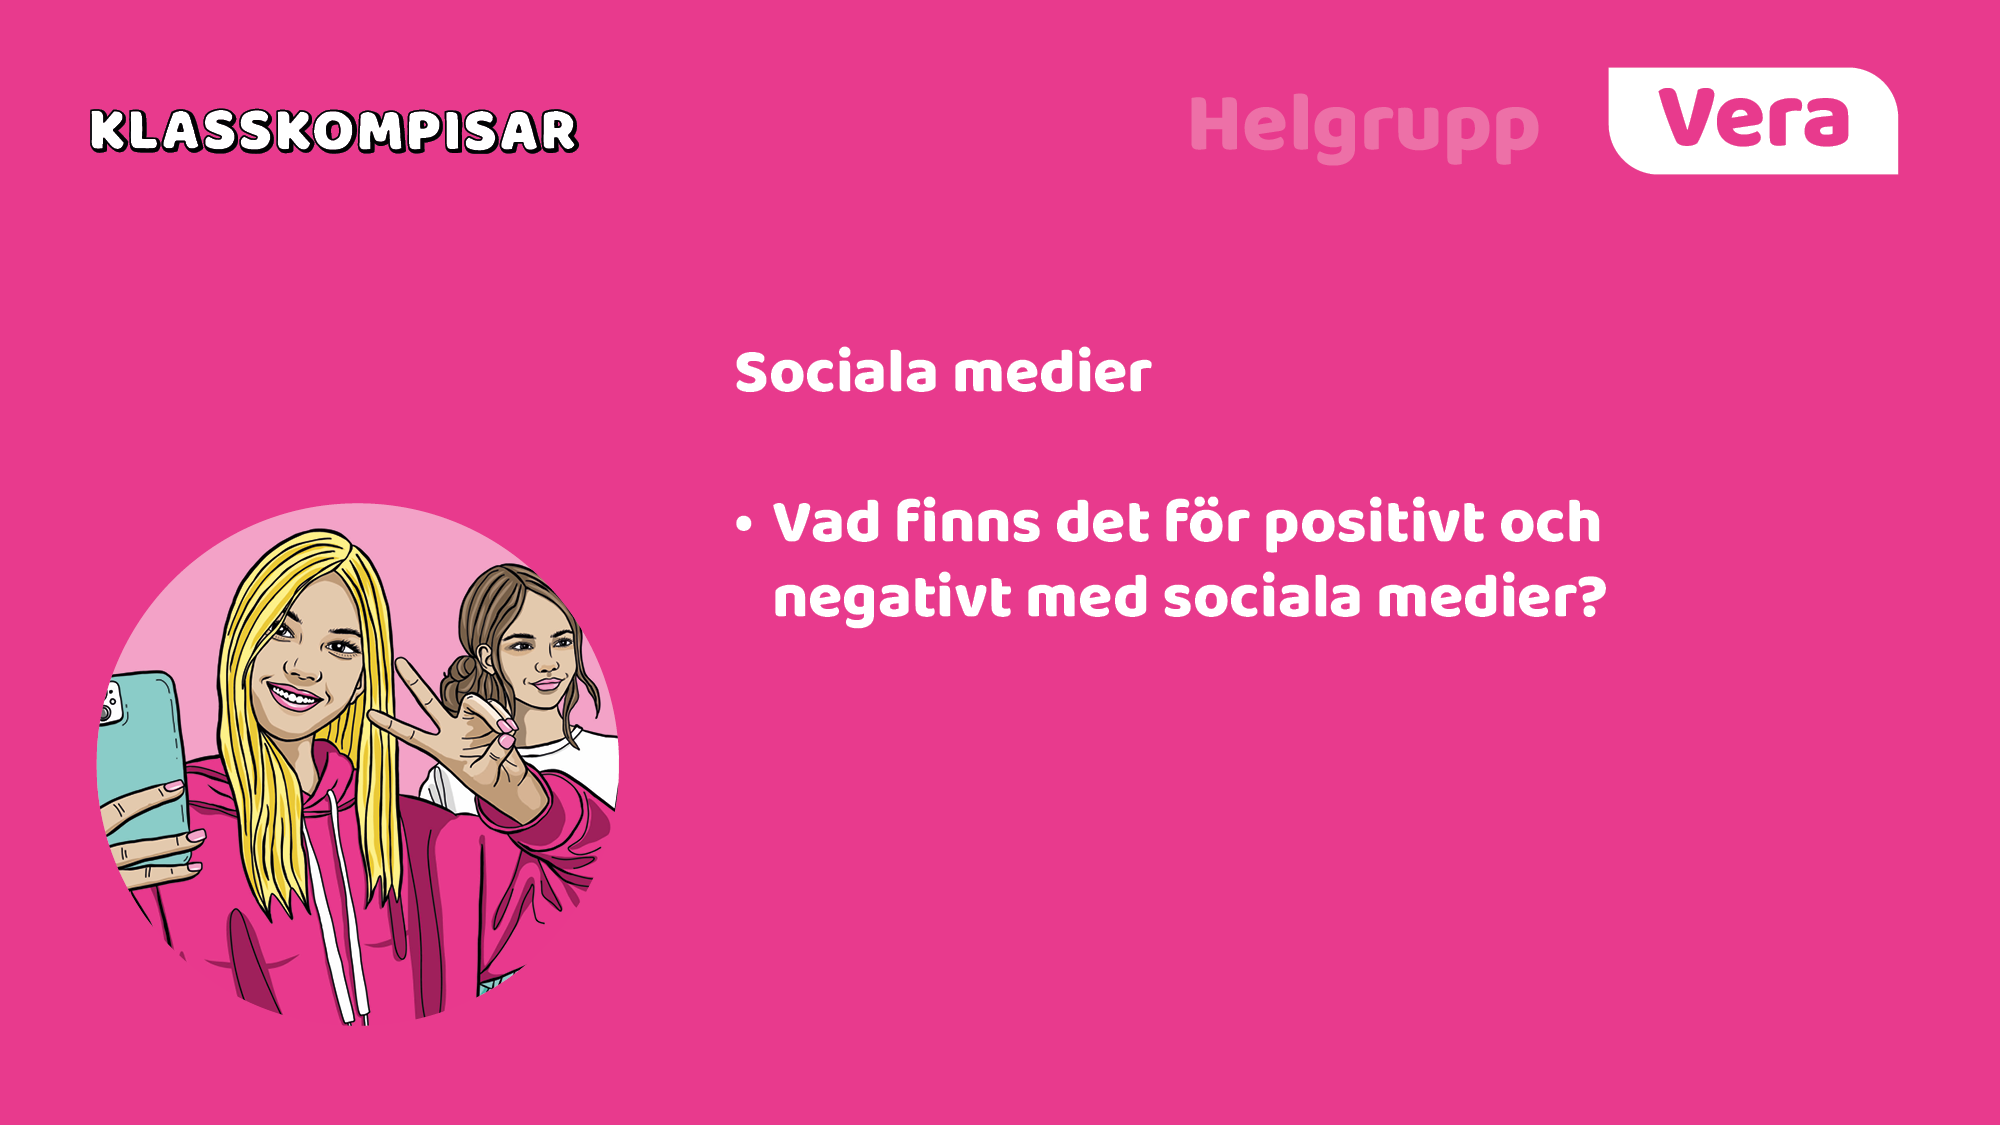 KLASSKOMPISAR
Helgrupp
Vera
Sociala medier
• Vad finns det för positivt och
negativt med sociala medier?